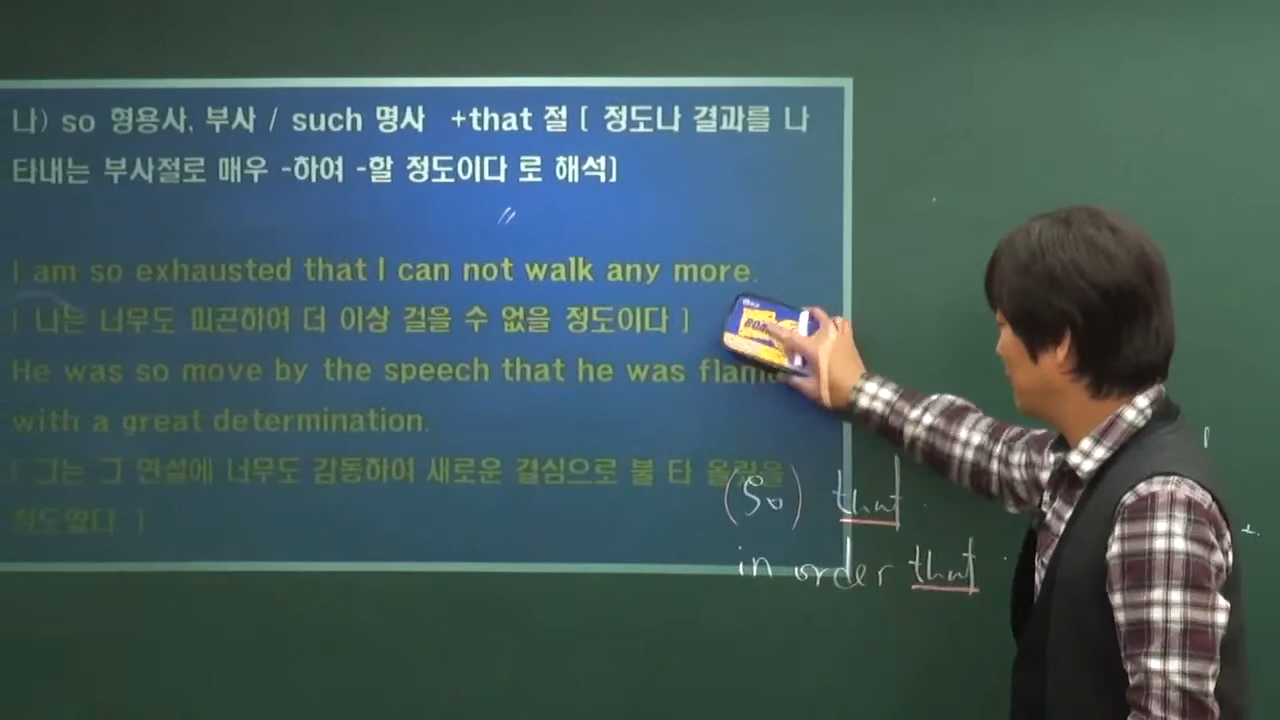 나) so 형용사, 부사 / such 명사 +that 절 [ 정도나 결과를 나
타내는 부사절로 매우 -하여 -할 정도이다 로 해석]
I am so exhausted that I can not walk any more.
[ 나는 너무도 피곤하여 더 이상 걸을 수 없을 정도이다 ]
He was so move by the speech that he was
with a great determination.
[ 그는 그 연설에 너무도 감동하여 새로운 결심으로 불 타 올랐을
정도였다 ]
(So) that
in order that